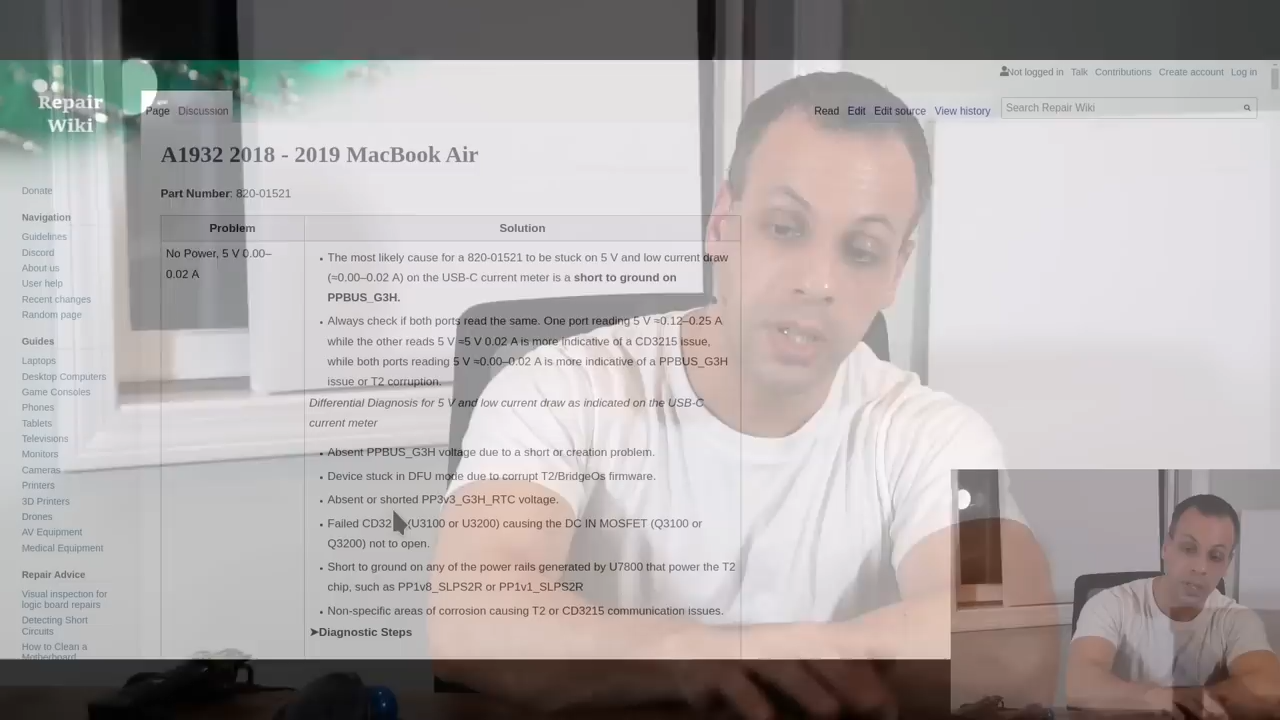 Repair
Wiki
Not logged in Talk Contributions Create account Log in
Page Discussion
Read Edit Edit source View history
Search Repair Wiki
A1932 2018 - 2019 MacBook Air
Part Number: 820-01521
Donate
Navigation
Guidelines
Discord
About us
User help
Recent changes
Random page
Guides
Laptops
Desktop Computers
Game Consoles
Phones
Tablets
Televisions
Monitors
Cameras
Printers
3D Printers
Drones
AV Equipment
Medical Equipment
Repair Advice
Visual inspection for
logic board repairs
Detecting Short
Circuits
How to Clean a
Motherboard
Problem
Solution
No Power, 5 V 0.00–
0.02 A
• The most likely cause for a 820-01521 to be stuck on 5 V and low current draw
(≈0.00–0.02 A) on the USB-C current meter is a short to ground on
PPBUS_G3H.
• Always check if both ports read the same. One port reading 5 V ≈0.12–0.25 A
while the other reads 5 V ≈5 V 0.02 A is more indicative of a CD3215 issue,
while both ports reading 5 V ≈0.00–0.02 A is more indicative of a PPBUS_G3H
issue or T2 corruption.
Differential Diagnosis for 5 V and low current draw as indicated on the USB-C
current meter
• Absent PPBUS_G3H voltage due to a short or creation problem.
• Device stuck in DFU mode due to corrupt T2/BridgeOs firmware.
• Absent or shorted PP3v3_G3H_RTC voltage.
• Failed (U3100 or U3200) causing the DC IN MOSFET (Q3100 or
Q3200) not to open.
• Short to ground on any of the power rails generated by U7800 that power the T2
chip, such as PP1v8_SLPS2R or PP1v1_SLPS2R
• Non-specific areas of corrosion causing T2 or CD3215 communication issues.
➤Diagnostic Steps